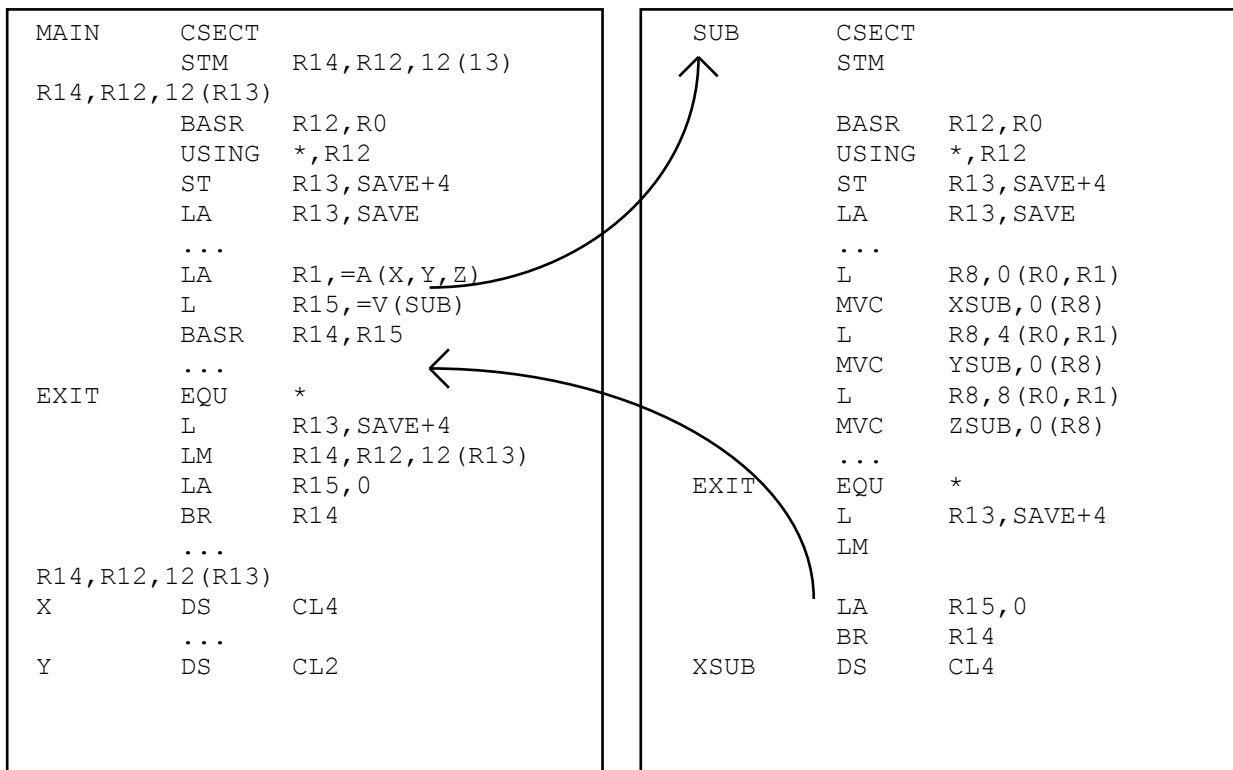 MAIN CSECT
STM R14,R12,12(13)
R14,R12,12(R13)
BASR R12,R0
USING *,R12
ST R13,SAVE+4
LA R13,SAVE
...
LA R1,=A(X,Y,Z)
L R15,=V(SUB)
BASR R14,R15
...
EXIT EQU *
L R13,SAVE+4
LM R14,R12,12(R13)
LA R15,0
BR R14
...
R14,R12,12(R13)
X DS CL4
...
Y DS CL2
SUB CSECT
STM
BASR R12,R0
USING *,R12
ST R13,SAVE+4
LA R13,SAVE
...
L R8,0(R0,R1)
MVC XSUB,0(R8)
L R8,4(R0,R1)
MVC YSUB,0(R8)
L R8,8(R0,R1)
MVC ZSUB,0(R8)
...
EXIT EQU *
L R13,SAVE+4
LM
LA R15,0
BR R14
XSUB DS CL4